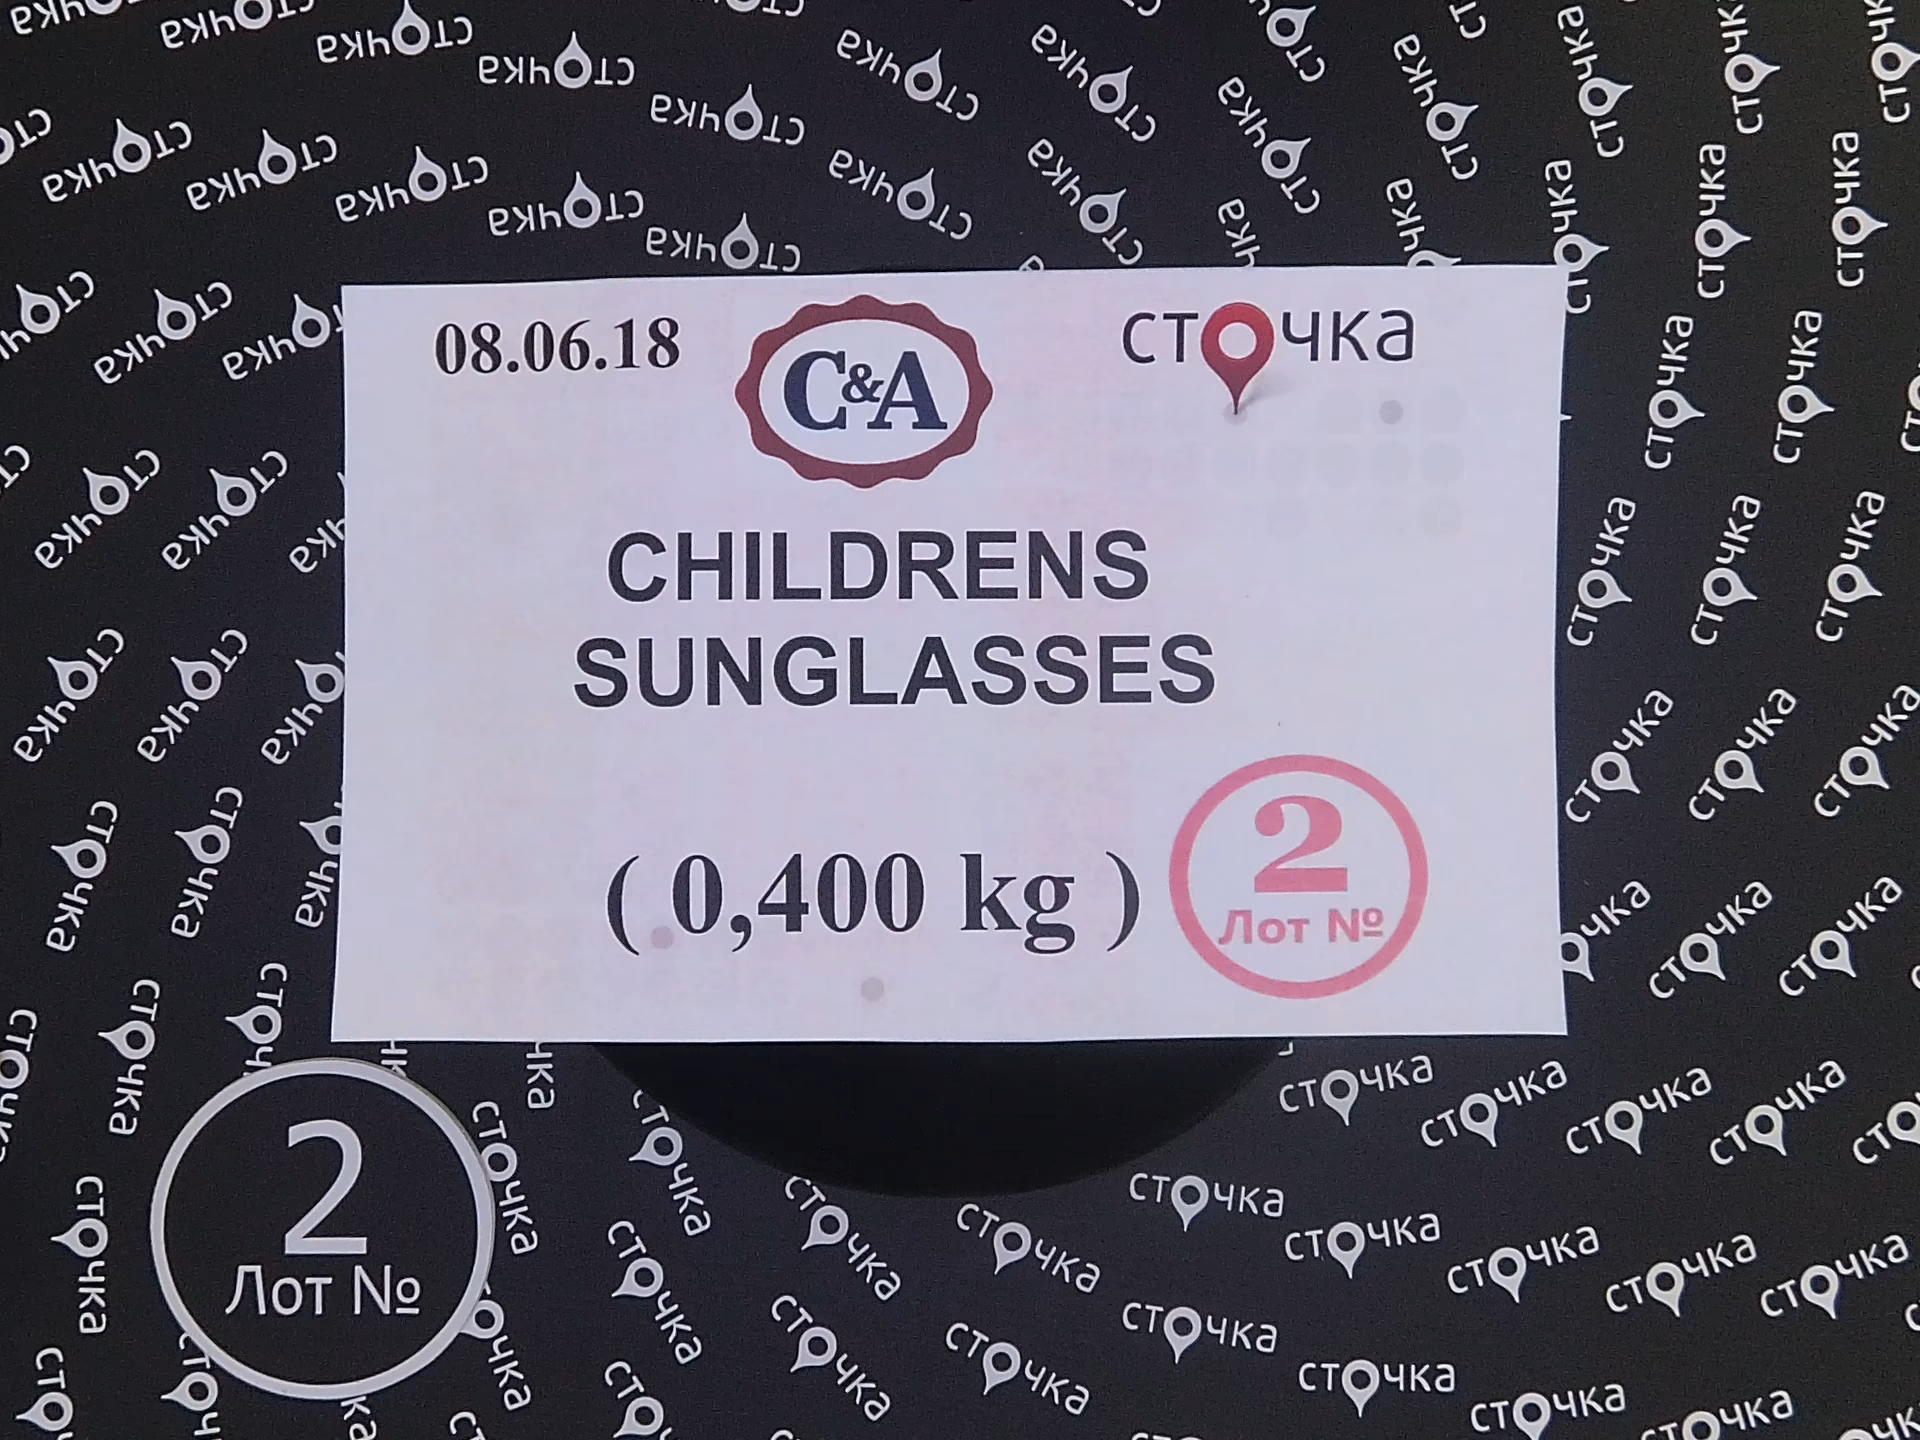 08.06.18
C&A
сточка
CHILDRENS
SUNGLASSES
( 0,400 kg )
2
Лот №
2
Лот №